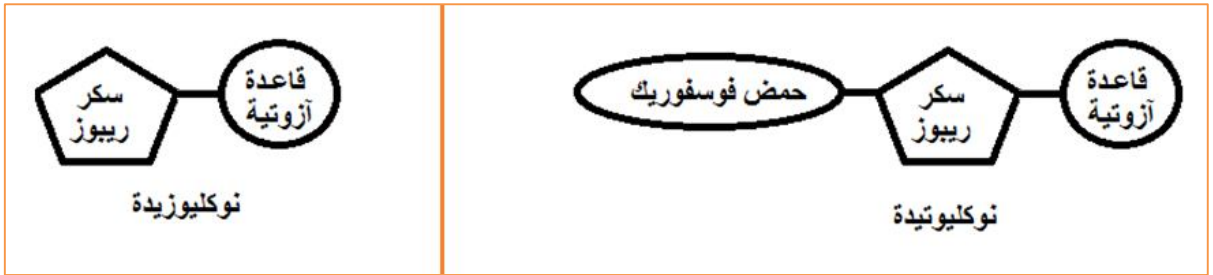 سكر
ريبوز
قاعدة
آزوتية
نوكليوزيدة
حمض فوسفوريك
سكر
ريبوز
قاعدة
آزوتية
نوكليوتيدة